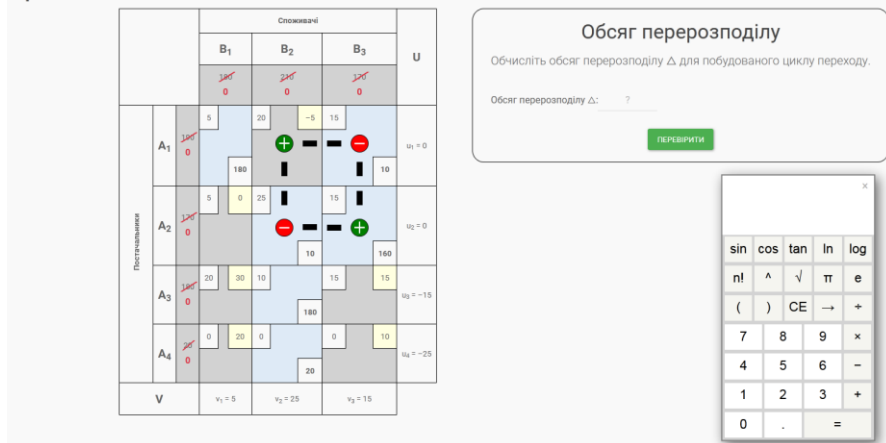 Споживачі
B₁ B₂ B₃ U
180 210 170
0 0 0
Постачальники
A₁ 190 0 5 180 20 −5 15 10 u₁ = 0
A₂ 170 0 5 0 25 10 15 160 u₂ = 0
A₃ 180 0 20 30 10 180 15 15 u₃ = −15
A₄ 20 0 0 20 0 20 0 10 u₄ = −25
V v₁ = 5 v₂ = 25 v₃ = 15
Обсяг перерозподілу
Обчисліть обсяг перерозподілу △ для побудованого циклу переходу.
Обсяг перерозподілу △: ?
ПЕРЕВІРИТИ
×
sin cos tan ln log
n! ^ √ π e
( ) CE → ÷
7 8 9 ×
4 5 6 −
1 2 3 +
0 . =